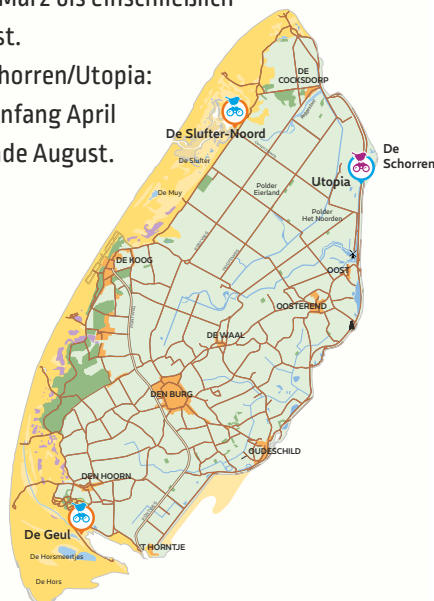 März bis einschließlich
st.
horren/Utopia:
nfang April
nde August.
DE
COCKSDORP
De Slufter-Noord
De
Schorren
De Slufter
Utopia
De Muy
Polder
Eierland
Polder
Het Noorden
DE KOOG
OOST
OOSTEREND
DE WAAL
DEN BURG
OUDESCHILD
DEN HOORN
De Geul
'T HORNTJE
De Horsmeertjes
De Hors